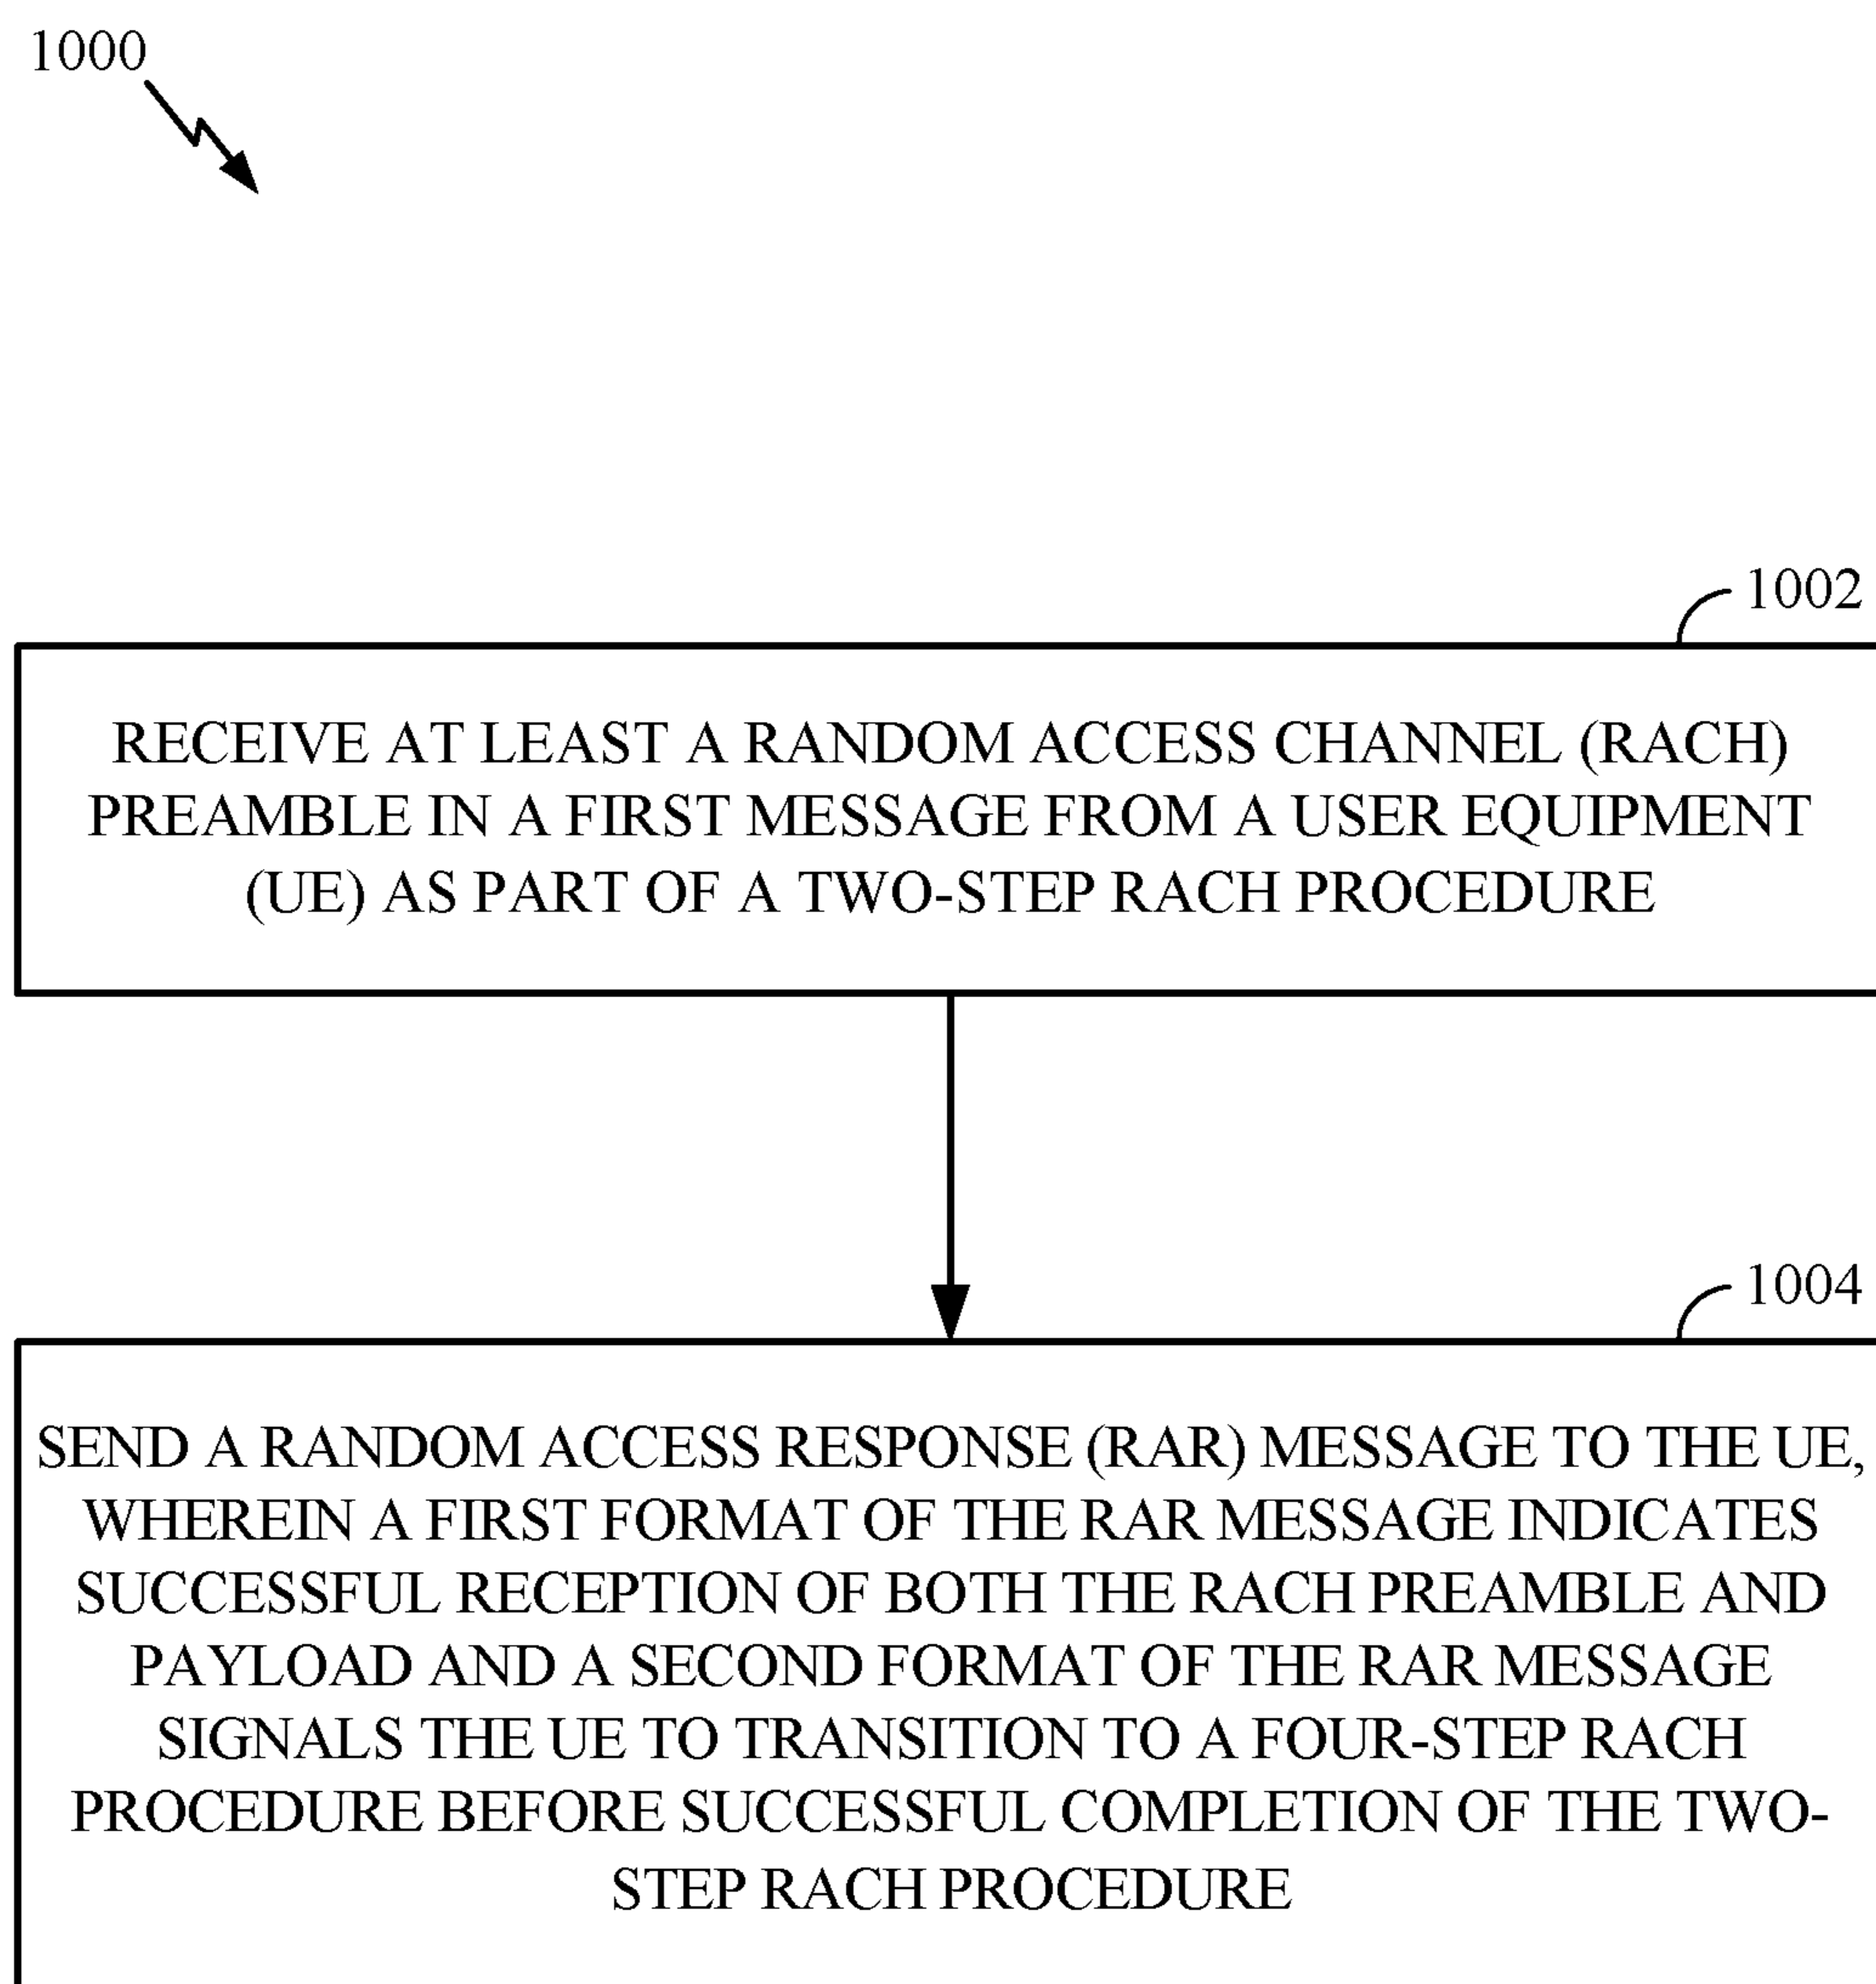 1000
1002
RECEIVE AT LEAST A RANDOM ACCESS CHANNEL (RACH)
PREAMBLE IN A FIRST MESSAGE FROM A USER EQUIPMENT
(UE) AS PART OF A TWO-STEP RACH PROCEDURE
1004
SEND A RANDOM ACCESS RESPONSE (RAR) MESSAGE TO THE UE,
WHEREIN A FIRST FORMAT OF THE RAR MESSAGE INDICATES
SUCCESSFUL RECEPTION OF BOTH THE RACH PREAMBLE AND
PAYLOAD AND A SECOND FORMAT OF THE RAR MESSAGE
SIGNALS THE UE TO TRANSITION TO A FOUR-STEP RACH
PROCEDURE BEFORE SUCCESSFUL COMPLETION OF THE TWO-
STEP RACH PROCEDURE